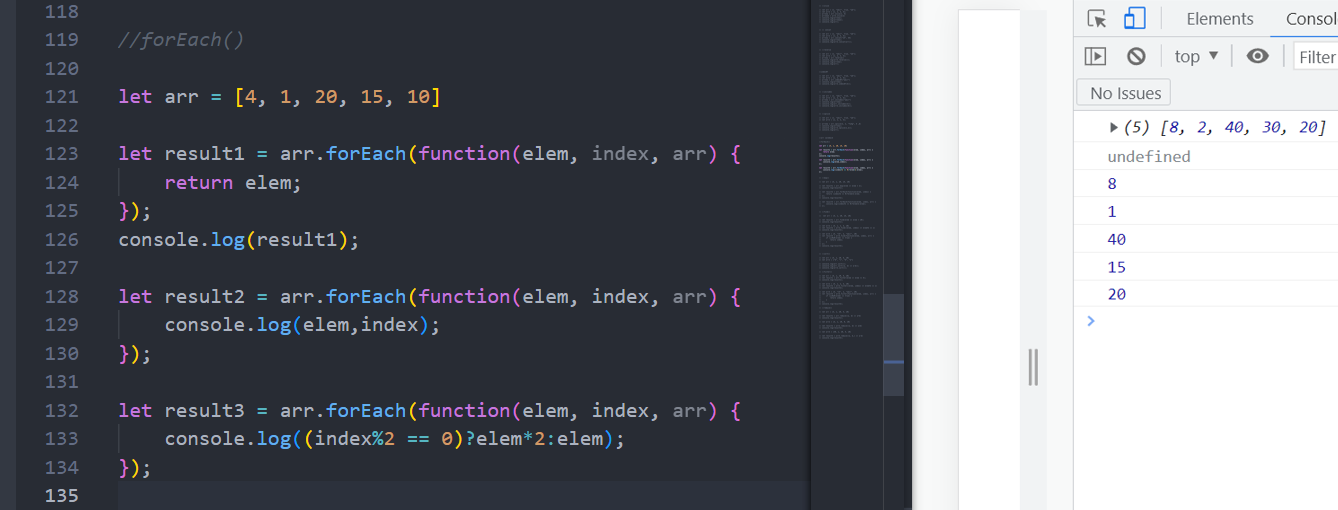 118
119 //forEach()
120
121 let arr = [4, 1, 20, 15, 10]
122
123 let result1 = arr.forEach(function(elem, index, arr) {
124     return elem;
125 });
126 console.log(result1);
127
128 let result2 = arr.forEach(function(elem, index, arr) {
129     console.log(elem,index);
130 });
131
132 let result3 = arr.forEach(function(elem, index, arr) {
133     console.log((index%2 == 0)?elem*2:elem);
134 });
135
Elements Consol
top ▼ Filter
No Issues
▶ (5) [8, 2, 40, 30, 20]
undefined
8
1
40
15
20
>